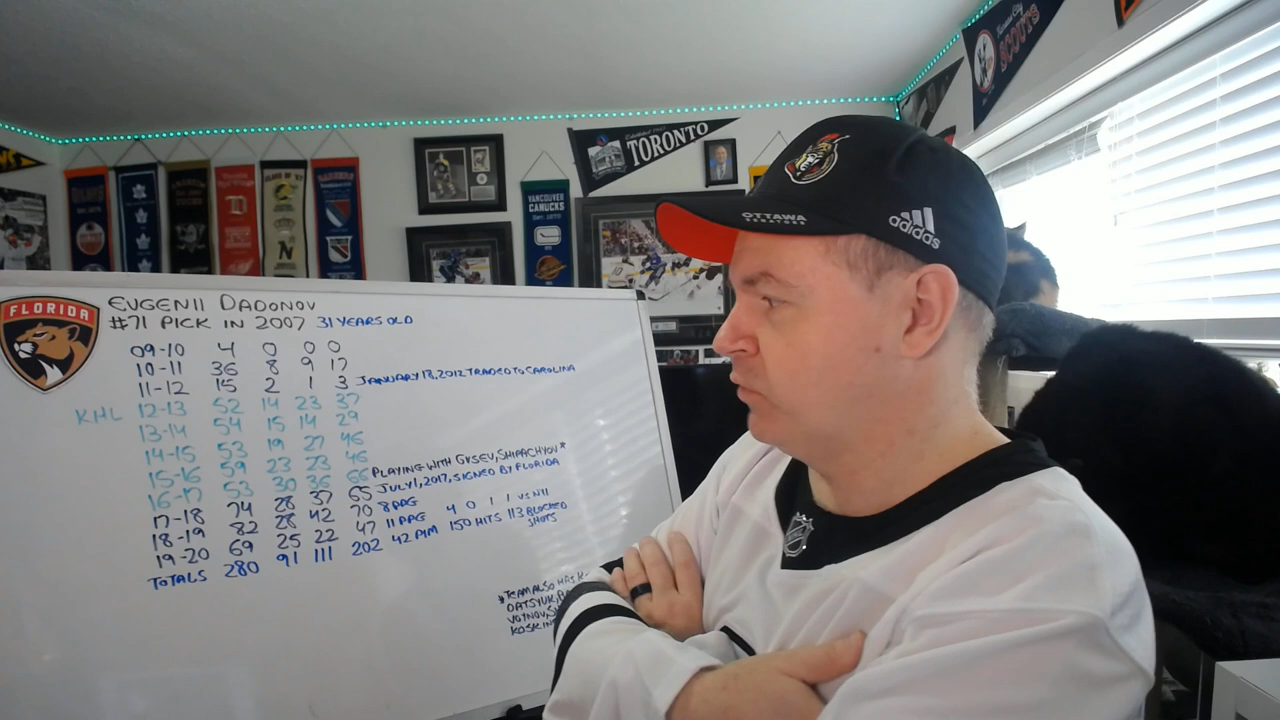 TORONTO
SCOUTS
VANCOUVER
CANUCKS
RANGERS
OTTAWA
SENATORS
adidas
FLORIDA
EVGENII DADONOV
#71 PICK IN 2007 31 YEARS OLD
09-10 4 0 0 0
10-11 36 8 9 17
11-12 15 2 1 3 JANUARY 18, 2012 TRADED TO CAROLINA
KHL 12-13 52 14 23 37
13-14 54 15 14 29
14-15 53 19 27 46
15-16 59 23 23 46
16-17 53 30 36 66 PLAYING WITH GUSEV, SHIPACHYOV*
17-18 74 28 37 65 JULY 1, 2017, SIGNED BY FLORIDA
18-19 82 28 42 70 8 PPG
19-20 69 25 22 47 11 PPG 4 0 1 1 VS NYI
TOTALS 280 91 111 202 42 PIM 150 HITS 113 BLOCKED SHOTS
*TEAM ALSO HAS
DATSYUK,
VOYNOV,
KOSKIN